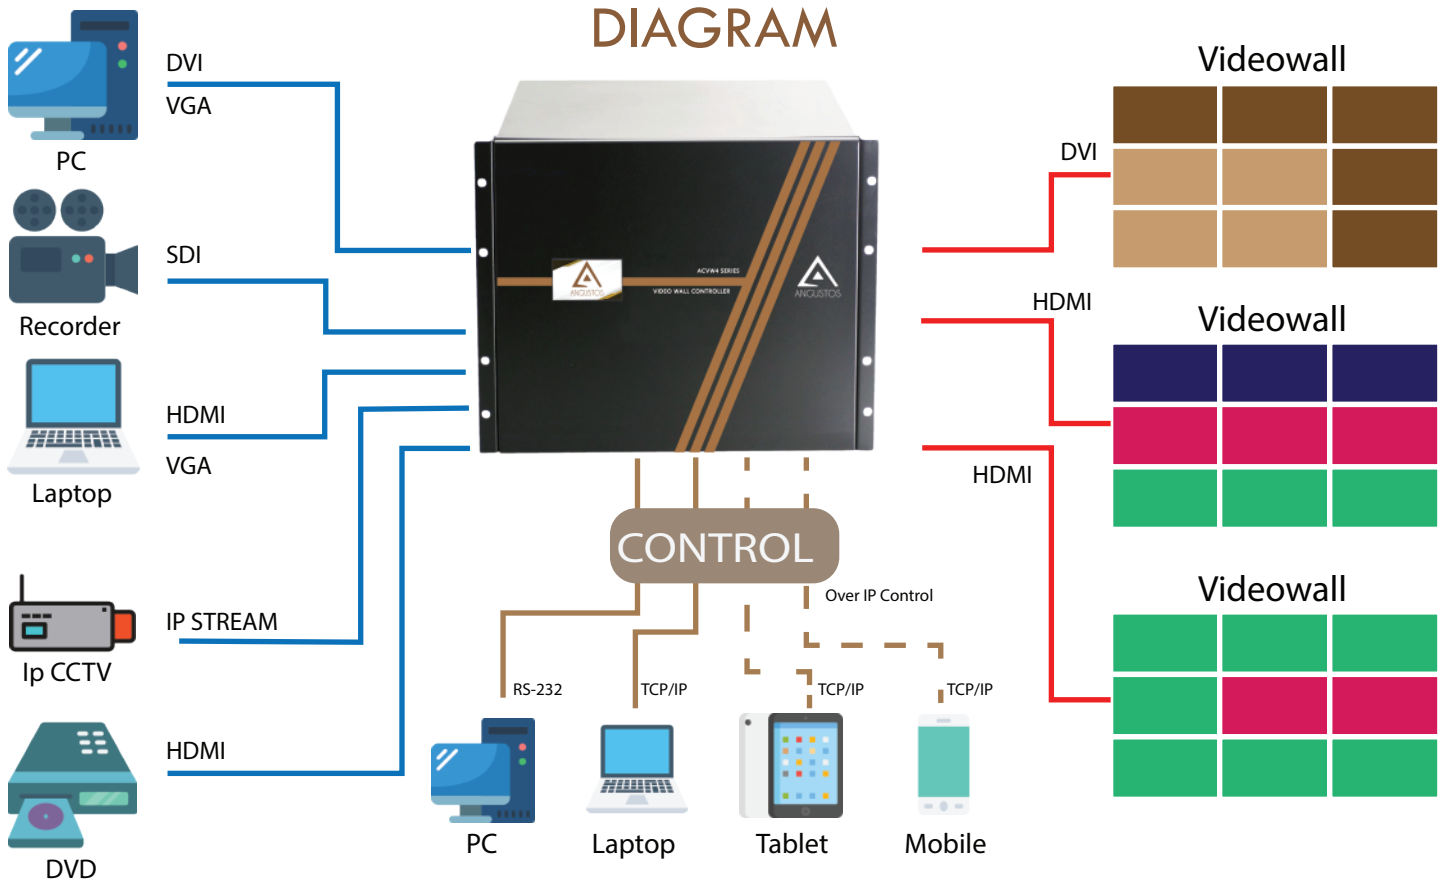 DIAGRAM
DVI
VGA
PC
SDI
Recorder
HDMI
VGA
Laptop
IP STREAM
Ip CCTV
HDMI
DVD
ACVW4 SERIES
VIDEO WALL CONTROLLER
ANGUSTOS
ANGUSTOS
CONTROL
Over IP Control
RS-232
TCP/IP
TCP/IP
TCP/IP
PC
Laptop
Tablet
Mobile
Videowall
DVI
HDMI
Videowall
HDMI
Videowall